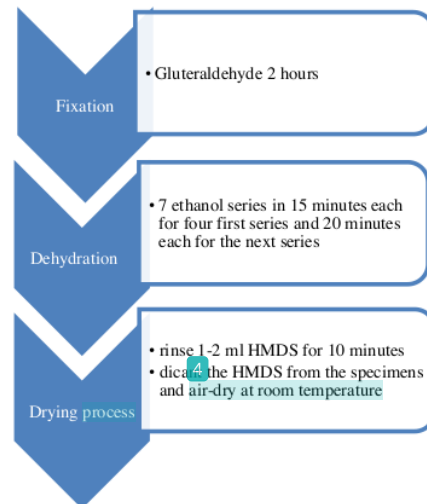 Fixation
• Gluteraldehyde 2 hours
Dehydration
• 7 ethanol series in 15 minutes each
for four first series and 20 minutes
each for the next series
Drying process
• rinse 1-2 ml HMDS for 10 minutes
4
• the HMDS from the specimens
and air-dry at room temperature